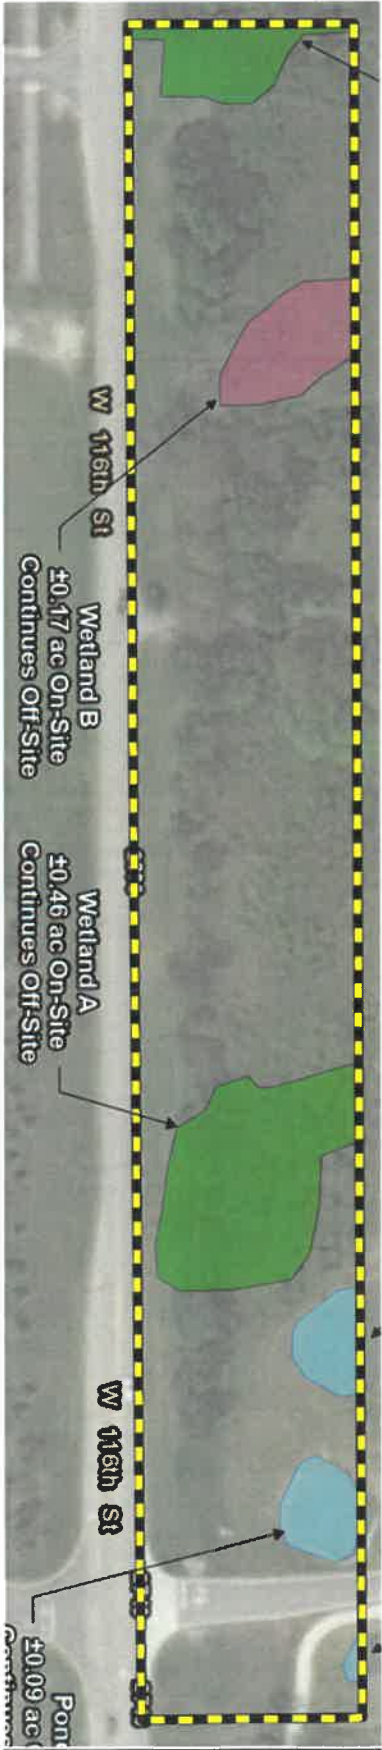 W 116th St
Wetland B
±0.17 ac On-Site
Continues Off-Site
Wetland A
±0.46 ac On-Site
Continues Off-Site
W 116th St
±0.09 ac